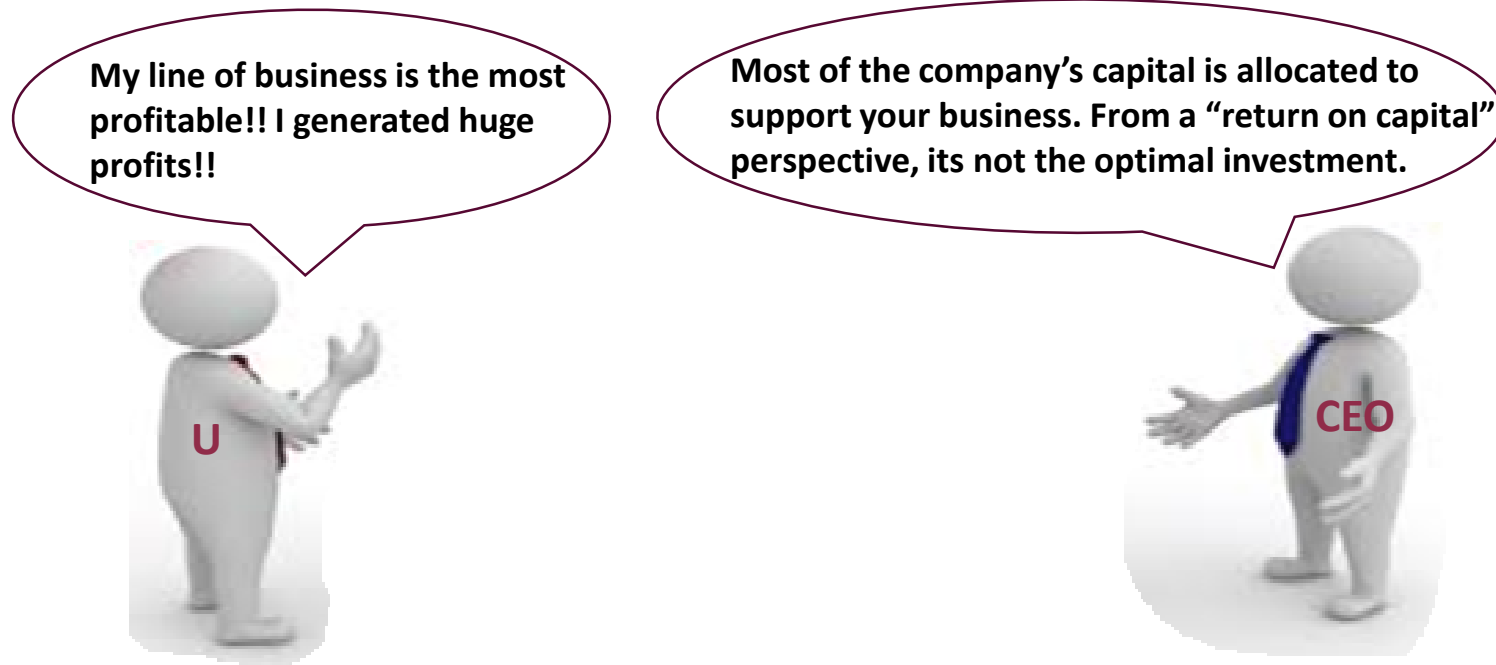 My line of business is the most
profitable!! I generated huge
profits!!
Most of the company’s capital is allocated to
support your business. From a “return on capital”
perspective, its not the optimal investment.
U
CEO